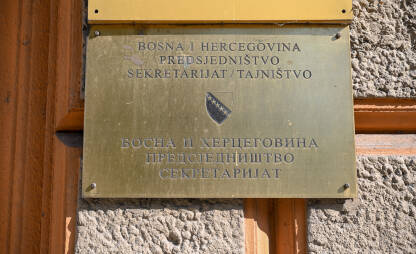 BOSNA I HERCEGOVINA
PREDSJEDNIŠTVO
SEKRETARIJAT/TAJNIŠTVO
БОСНА И ХЕРЦЕГОВИНА
ПРЕДСЈЕДНИШТВО
СЕКРЕТАРИЈАТ